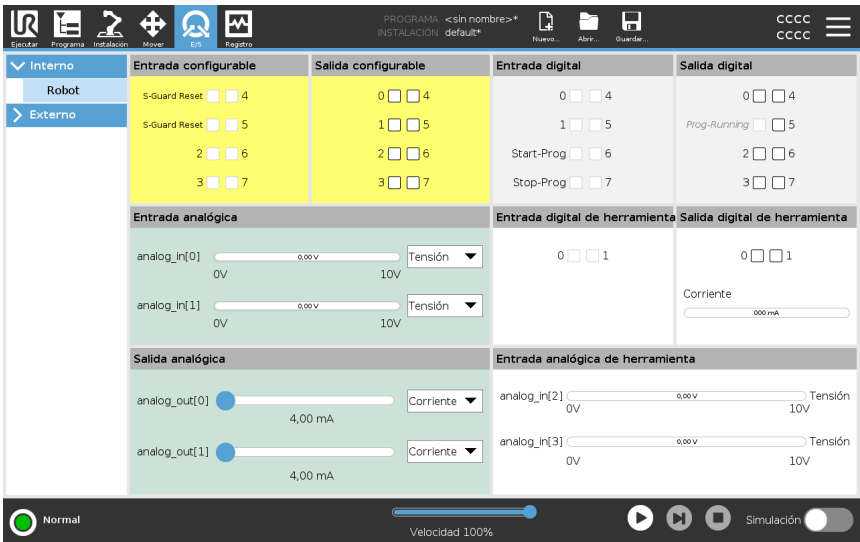 UR
PROGRAMA <sin nombre>*
INSTALACIÓN default*
CCCC
CCCC
Ejecutar Programa Instalación Mover E/S Registro
Nuevo... Abrir... Guardar...
Interno
Robot
Externo
Entrada configurable
S-Guard Reset 4
S-Guard Reset 5
2 6
3 7
Salida configurable
0 4
1 5
2 6
3 7
Entrada digital
0 4
1 5
Start-Prog 6
Stop-Prog 7
Salida digital
0 4
Prog-Running 5
2 6
3 7
Entrada analógica
analog_in[0] 0,00 V Tensión
0V 10V
analog_in[1] 0,00 V Tensión
0V 10V
Entrada digital de herramienta
0 1
Salida digital de herramienta
0 1
Corriente
000 mA
Salida analógica
analog_out[0] Corriente
4,00 mA
analog_out[1] Corriente
4,00 mA
Entrada analógica de herramienta
analog_in[2] 0,00 V Tensión
0V 10V
analog_in[3] 0,00 V Tensión
0V 10V
Normal
Velocidad 100%
Simulación